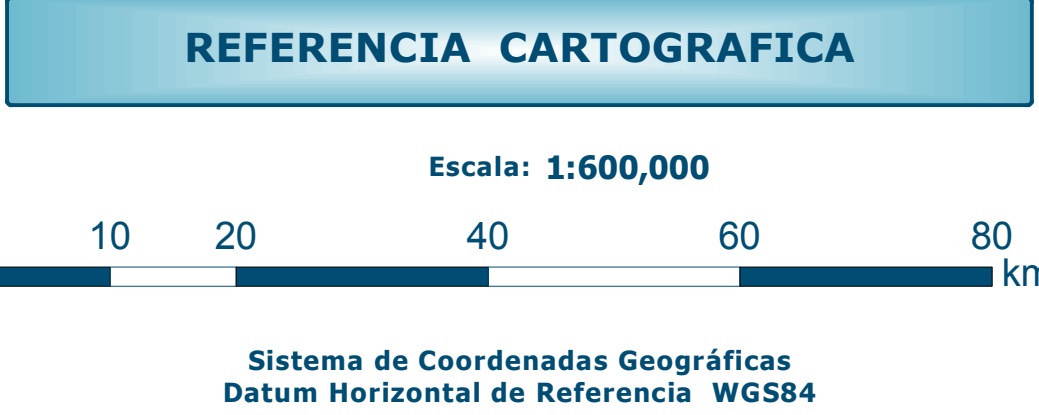 REFERENCIA CARTOGRAFICA
Escala: 1:600,000
10 20 40 60 80
Sistema de Coordenadas Geográficas
Datum Horizontal de Referencia WGS84